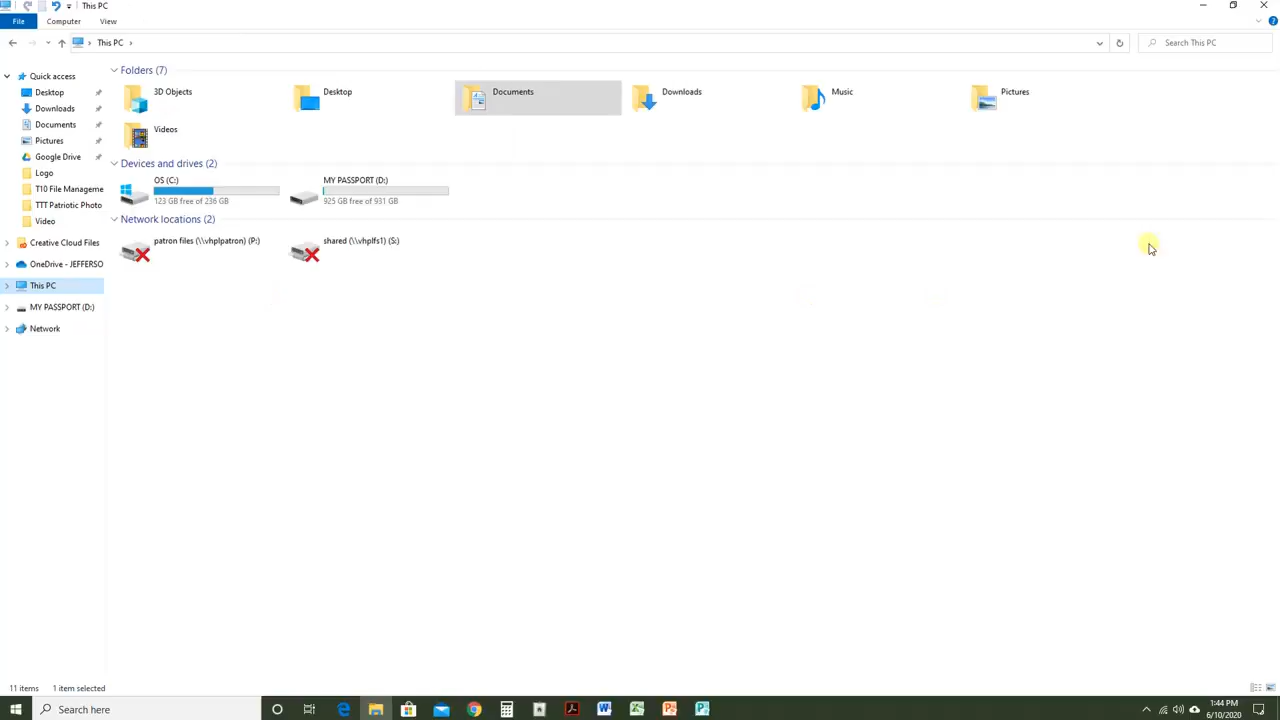 This PC
File
Computer
View
This PC
Search This PC
Quick access
Desktop
Downloads
Documents
Pictures
Google Drive
Logo
T10 File Manageme
TTT Patriotic Photo
Video
Creative Cloud Files
OneDrive - JEFFERSO
This PC
MY PASSPORT (D:)
Network
Folders (7)
3D Objects
Desktop
Documents
Downloads
Music
Pictures
Videos
Devices and drives (2)
OS (C:)
123 GB free of 236 GB
MY PASSPORT (D:)
925 GB free of 931 GB
Network locations (2)
patron files (\\vhplpatron) (P:)
shared (\\vhplfs1) (S:)
11 items
1 item selected
Search here
1:44 PM
6/10/2020